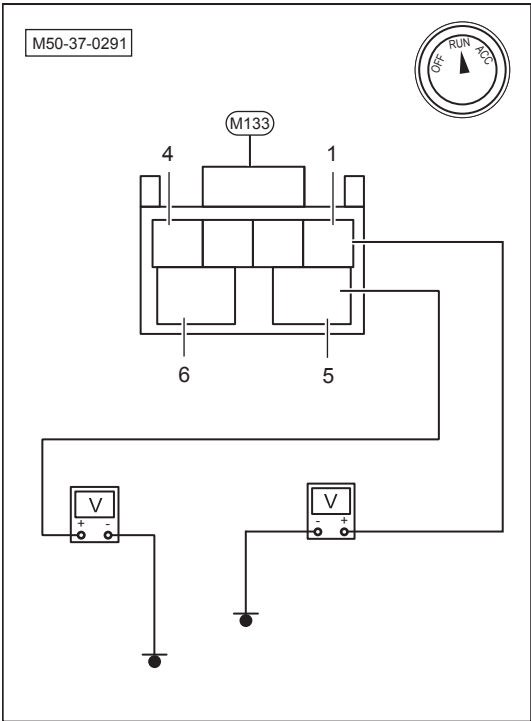 M50-37-0291
OFF RUN ACC
M133
4 1
6 5
V V
+ - - +